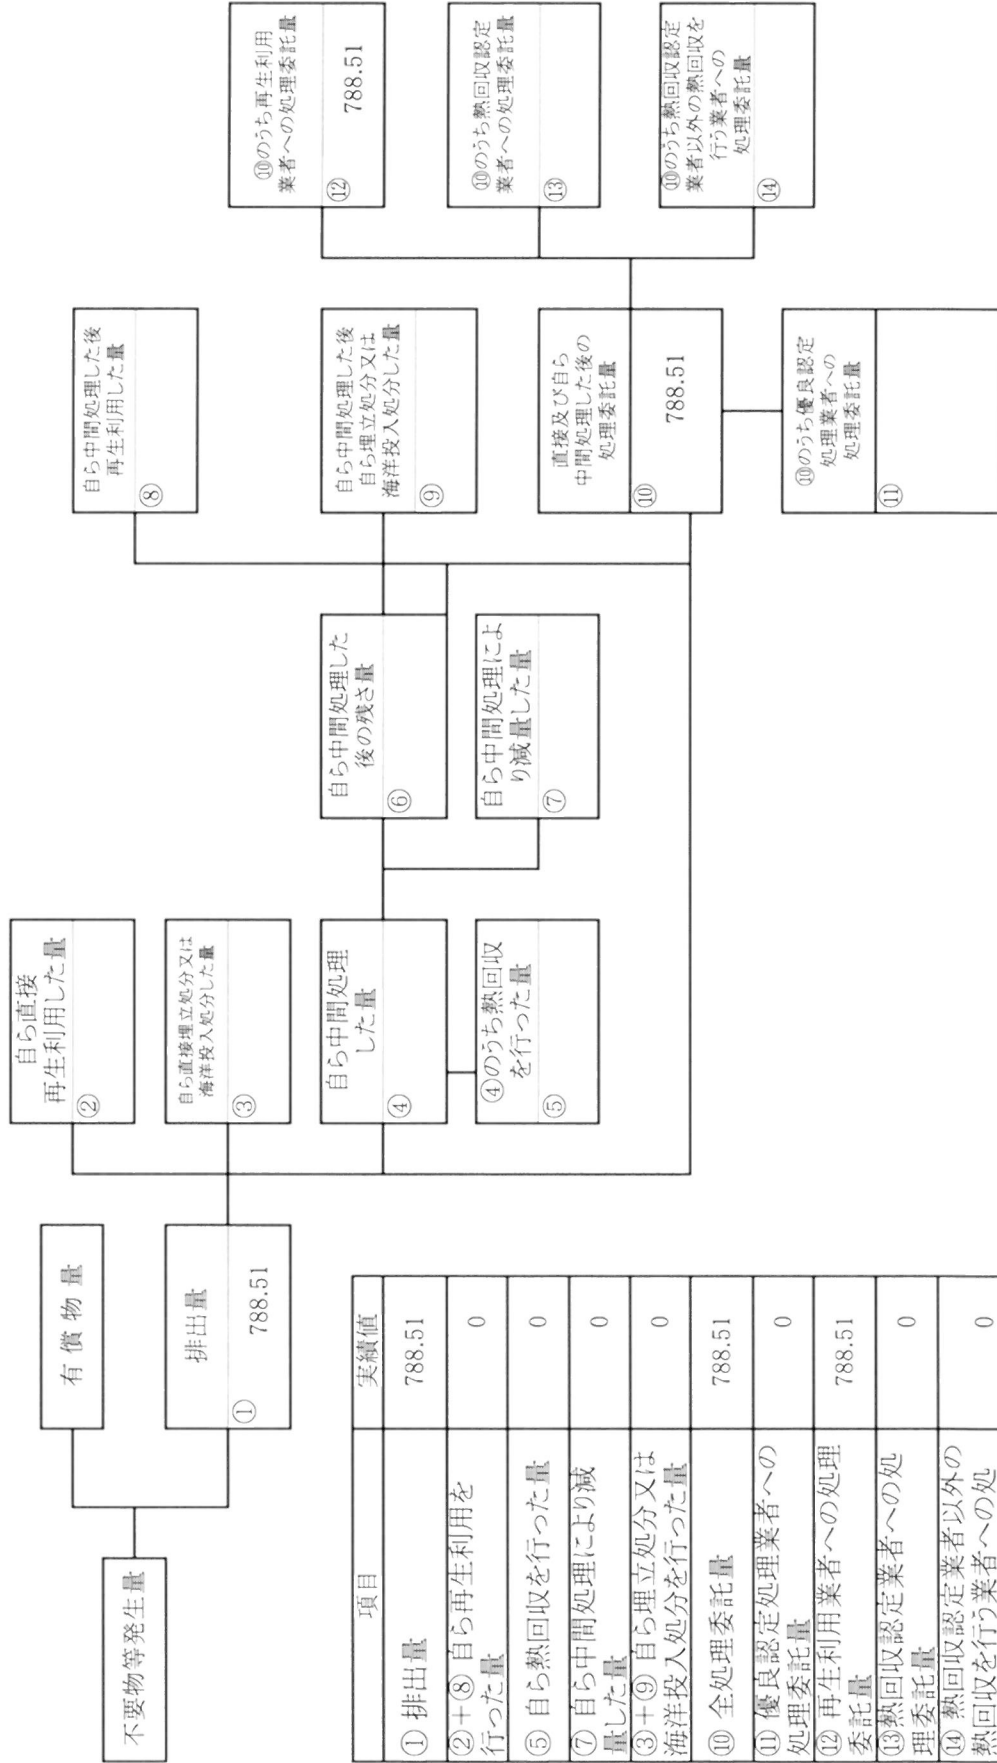 不要物等発生量
有償物量
排出量
①
788.51
自ら直接
再生利用した量
②
自ら直接埋立処分又は
海洋投入処分した量
③
自ら中間処理
した量
④
④のうち熱回収
を行った量
⑤
自ら中間処理した
後の残さ量
⑥
自ら中間処理によ
り減量した量
⑦
自ら中間処理した後
再生利用した量
⑧
自ら中間処理した後
自ら埋立処分又は
海洋投入処分した量
⑨
直接及び自ら
中間処理した後の
処理委託量
⑩
788.51
⑩のうち優良認定
処理業者への
処理委託量
⑪
⑩のうち再生利用
業者への処理委託量
⑫
788.51
⑩のうち熱回収認定
業者への処理委託量
⑬
⑩のうち熱回収認定
業者以外の熱回収を
行う業者への
処理委託量
⑭
項目 実績値
① 排出量 788.51
②+⑧ 自ら再生利用を
行った量 0
⑤ 自ら熱回収を行った量 0
⑦ 自ら中間処理により減
量した量 0
③+⑨ 自ら埋立処分又は
海洋投入処分を行った量 0
⑩ 全処理委託量 788.51
⑪ 優良認定処理業者への
処理委託量 0
⑫ 再生利用業者への処理
委託量 788.51
⑬熱回収認定業者への処
理委託量 0
⑭ 熱回収認定業者以外の
熱回収を行う業者への処 0